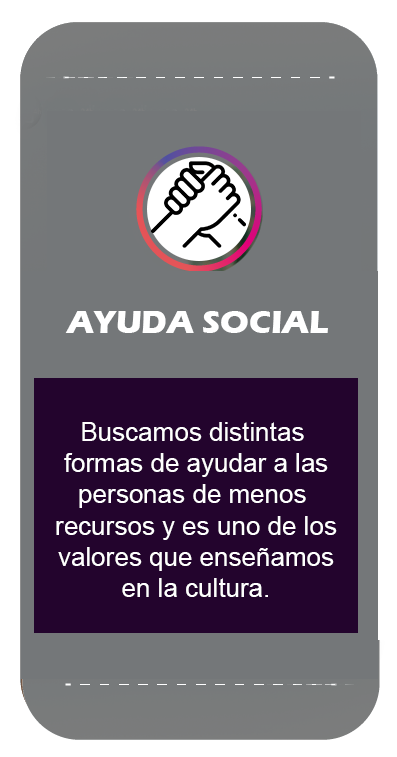 AYUDA SOCIAL
Buscamos distintas
formas de ayudar a las
personas de menos
recursos y es uno de los
valores que enseñamos
en la cultura.